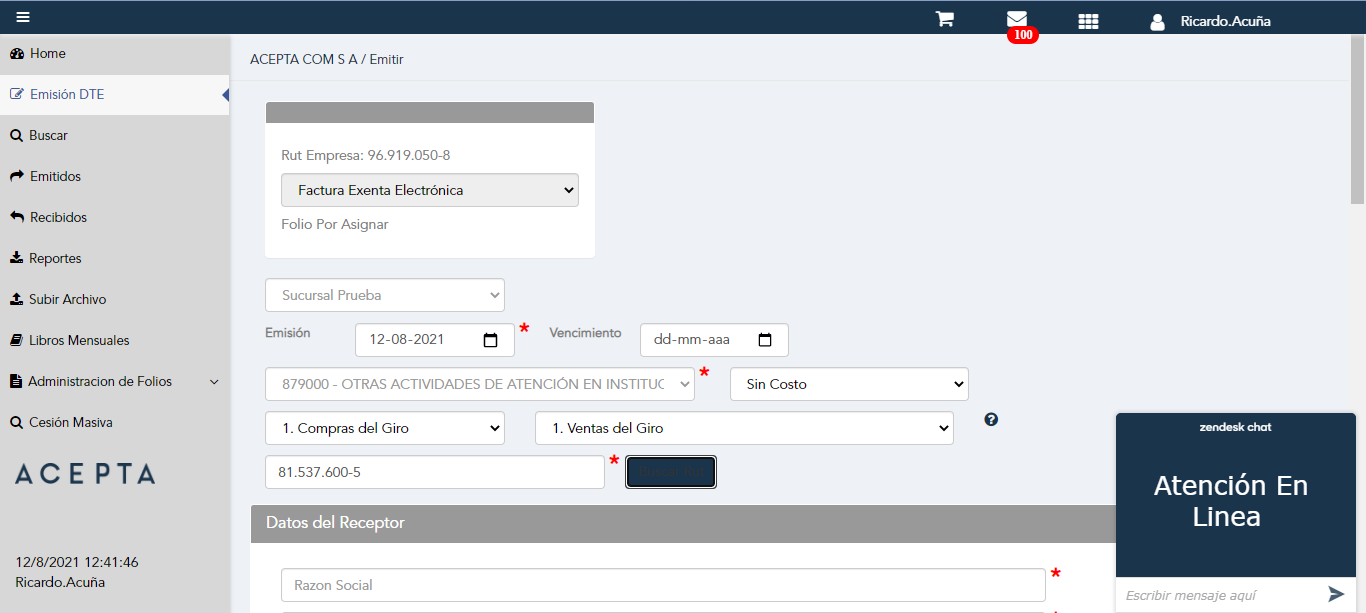 Ricardo.Acuña
100
Home
ACEPTA COM S A / Emitir
Emisión DTE
Buscar
Emitidos
Recibidos
Reportes
Subir Archivo
Libros Mensuales
Administracion de Folios
Cesión Masiva
ACEPTA
12/8/2021 12:41:46
Ricardo.Acuña
Rut Empresa: 96.919.050-8
Factura Exenta Electrónica
Folio Por Asignar
Sucursal Prueba
Emisión 12-08-2021 * Vencimiento dd-mm-aaa
879000 - OTRAS ACTIVIDADES DE ATENCIÓN EN INSTITUC * Sin Costo
1. Compras del Giro 1. Ventas del Giro ?
81.537.600-5 *
Datos del Receptor
Razon Social *
zendesk chat
Atención En
Linea
Escribir mensaje aquí